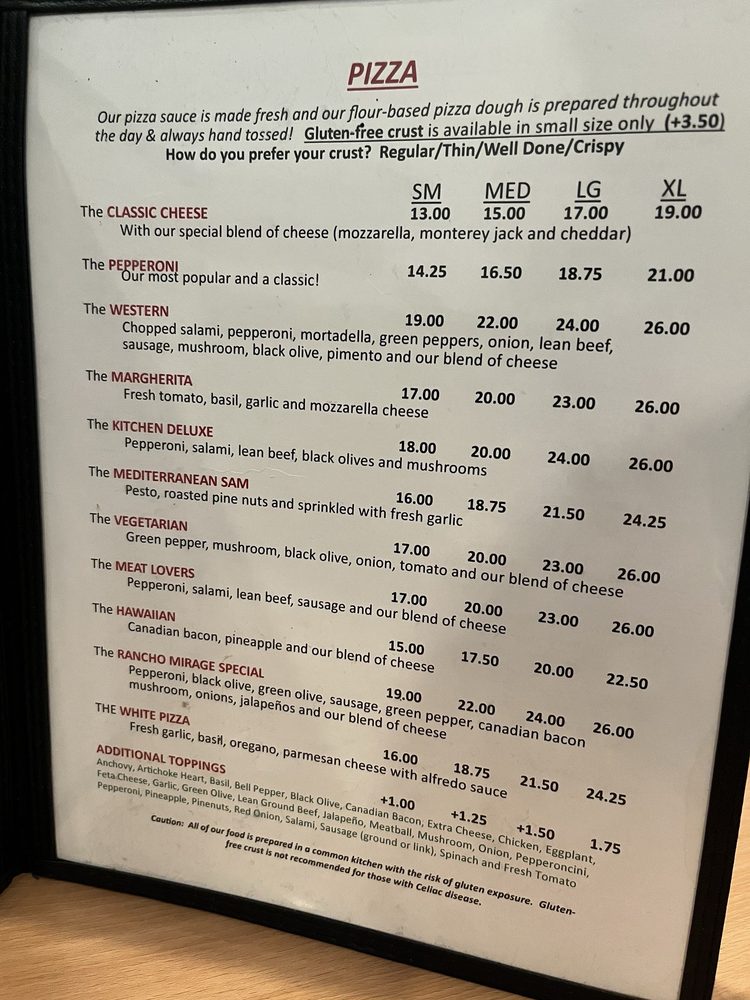 PIZZA
Our pizza sauce is made fresh and our flour-based pizza dough is prepared throughout
the day & always hand tossed! Gluten-free crust is available in small size only (+3.50)
How do you prefer your crust? Regular/Thin/Well Done/Crispy
SM MED LG XL
The CLASSIC CHEESE 13.00 15.00 17.00 19.00
With our special blend of cheese (mozzarella, monterey jack and cheddar)
The PEPPERONI 14.25 16.50 18.75 21.00
Our most popular and a classic!
The WESTERN 19.00 22.00 24.00 26.00
Chopped salami, pepperoni, mortadella, green peppers, onion, lean beef,
sausage, mushroom, black olive, pimento and our blend of cheese
The MARGHERITA 17.00 20.00 23.00 26.00
Fresh tomato, basil, garlic and mozzarella cheese
The KITCHEN DELUXE 18.00 20.00 24.00 26.00
Pepperoni, salami, lean beef, black olives and mushrooms
The MEDITERRANEAN SAM 16.00 18.75 21.50 24.25
Pesto, roasted pine nuts and sprinkled with fresh garlic
The VEGETARIAN 17.00 20.00 23.00 26.00
Green pepper, mushroom, black olive, onion, tomato and our blend of cheese
The MEAT LOVERS 17.00 20.00 23.00 26.00
Pepperoni, salami, lean beef, sausage and our blend of cheese
The HAWAIIAN 15.00 17.50 20.00 22.50
Canadian bacon, pineapple and our blend of cheese
The RANCHO MIRAGE SPECIAL 19.00 22.00 24.00 26.00
Pepperoni, black olive, green olive, sausage, green pepper, canadian bacon
mushroom, onions, jalapeños and our blend of cheese
THE WHITE PIZZA 16.00 18.75 21.50 24.25
Fresh garlic, basil, oregano, parmesan cheese with alfredo sauce
ADDITIONAL TOPPINGS +1.00 +1.25 +1.50 1.75
Anchovy, Artichoke Heart, Basil, Bell Pepper, Black Olive, Canadian Bacon, Extra Cheese, Chicken, Eggplant,
Feta Cheese, Garlic, Green Olive, Lean Ground Beef, Jalapeño, Meatball, Mushroom, Onion, Pepperoncini,
Pepperoni, Pineapple, Pinenuts, Red Onion, Salami, Sausage (ground or link), Spinach and Fresh Tomato
Caution: All of our food is prepared in a common kitchen with the risk of gluten exposure. Gluten-
free crust is not recommended for those with Celiac disease.